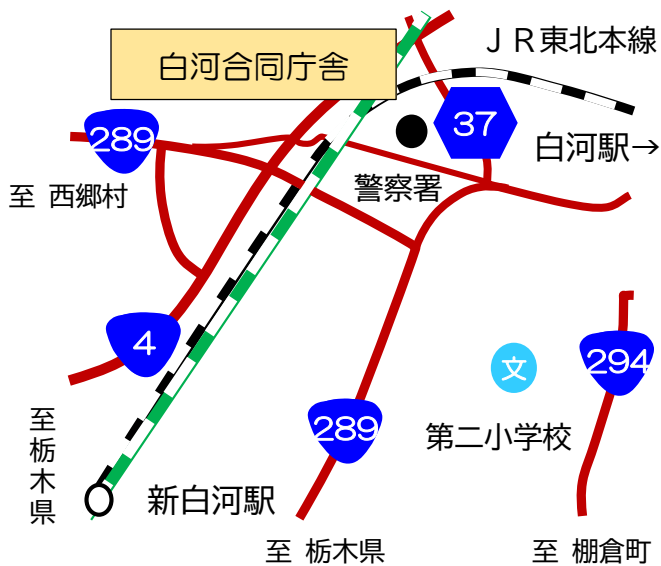 ＪＲ東北本線
白河合同庁舎
37
289
白河駅→
警察署
至 西郷村
4
294
文
至栃木県
289
第二小学校
新白河駅
至 栃木県
至 棚倉町